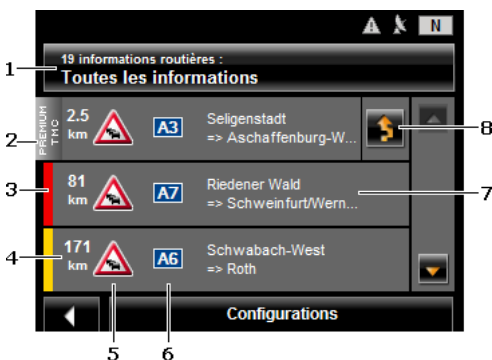 N
19 informations routières :
1
Toutes les informations
PREMIUM
TMC
2.5
km
A3
Seligenstadt
=> Aschaffenburg-W...
8
2
3
81
km
A7
Riedener Wald
=> Schweinfurt/Wern...
7
4
171
km
A6
Schwabach-West
=> Roth
Configurations
5 6